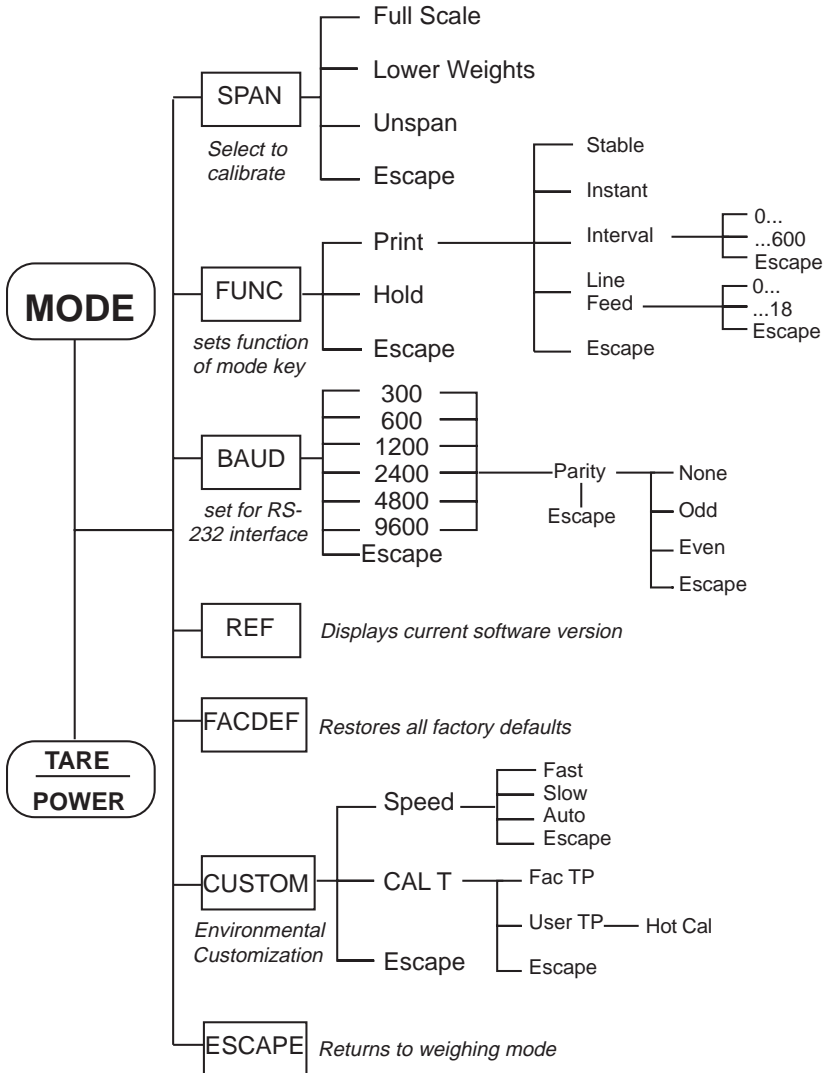 MODE
TARE
POWER
SPAN
Select to
calibrate
Full Scale
Lower Weights
Unspan
Escape
FUNC
sets function
of mode key
Print
Stable
Instant
Interval
0...
...600
Escape
Line
Feed
0...
...18
Escape
Escape
Hold
Escape
BAUD
set for RS-
232 interface
300
600
1200
2400
4800
9600
Escape
Parity
Escape
None
Odd
Even
Escape
REF
Displays current software version
FACDEF
Restores all factory defaults
CUSTOM
Environmental
Customization
Speed
Fast
Slow
Auto
Escape
CAL T
Fac TP
User TP
Hot Cal
Escape
Escape
ESCAPE
Returns to weighing mode